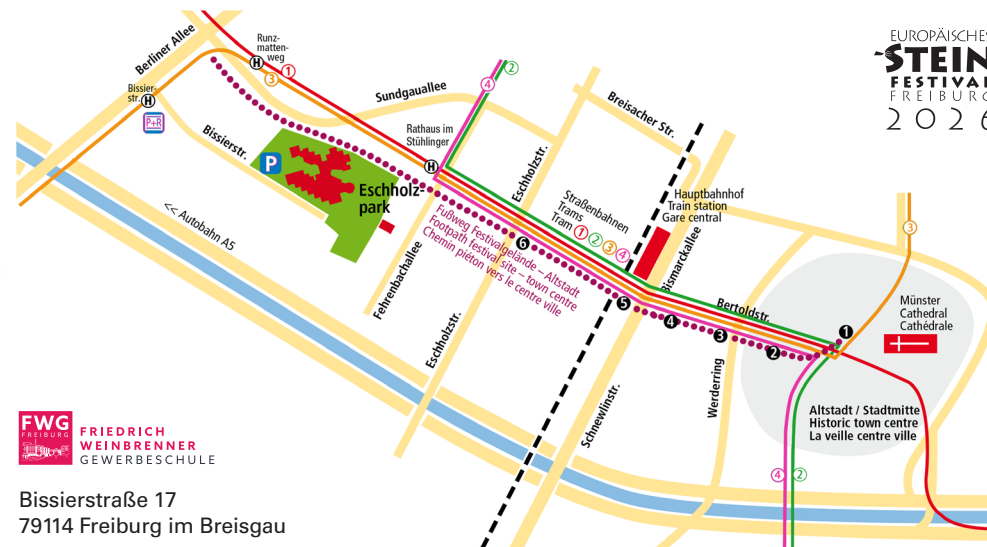 EUROPÄISCHES
STEIN
FESTIVAL
FREIBURG
2026
Berliner Allee
Runz-
matten-
weg
H
1
3
Bissier-
str.
H
P+R
Bissierstr.
Sundgauallee
4
2
Rathaus im
Stühlinger
H
P
Eschholz-
park
Breisacher Str.
Eschholzstr.
Straßenbahnen
Trams
Tram 1 2 3 4
Hauptbahnhof
Train station
Gare central
Bismarckallee
<< Autobahn A5
Fußweg Festivalgelände – Altstadt
Footpath festival site – town centre
Chemin piéton vers le centre ville
Fehrenbachallee
Eschholzstr.
6
5
4
3
2
1
Bertoldstr.
3
Münster
Cathedral
Cathédrale
Werderring
Schnewlinstr.
Altstadt / Stadtmitte
Historic town centre
La veille centre ville
4
2
FWG
FREIBURG
FRIEDRICH
WEINBRENNER
GEWERBESCHULE
Bissierstraße 17
79114 Freiburg im Breisgau